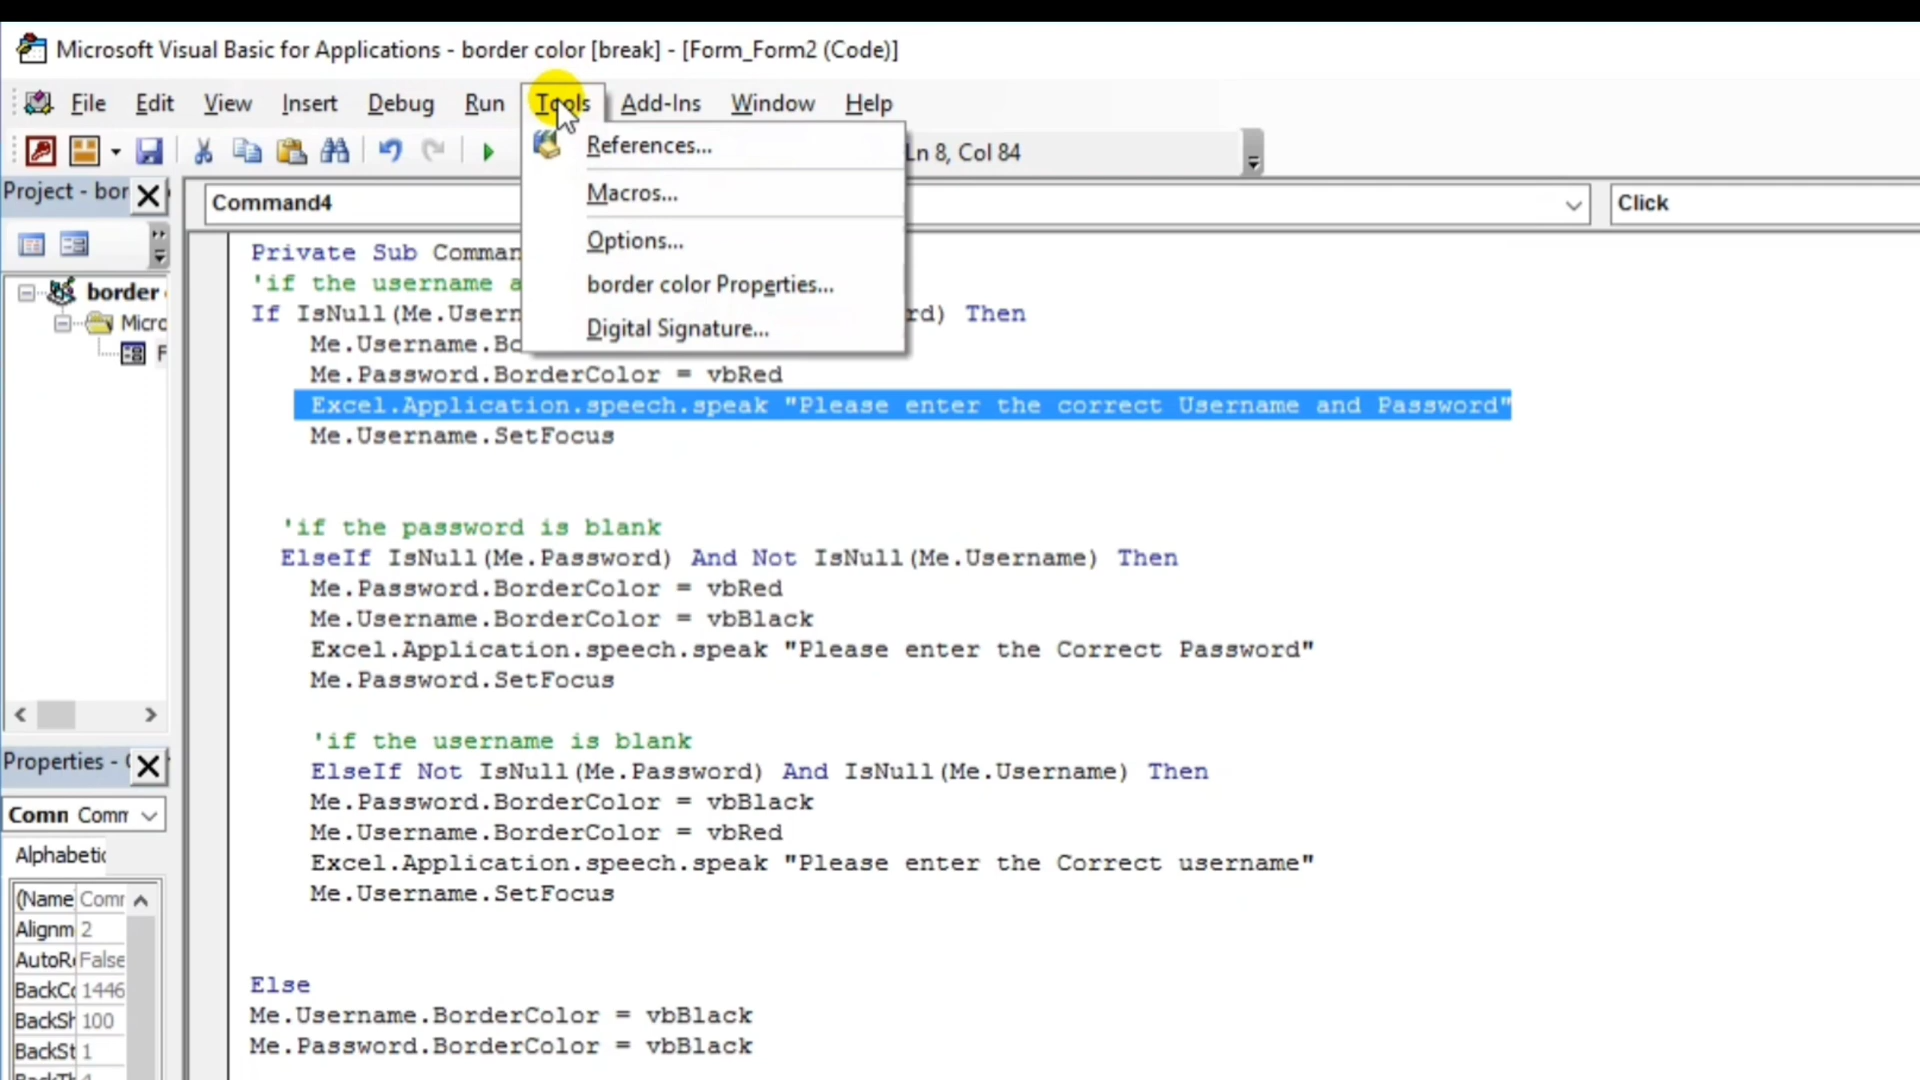 Microsoft Visual Basic for Applications - border color [break] - [Form_Form2 (Code)]
File Edit View Insert Debug Run Tools Add-Ins Window Help
References...
Ln 8, Col 84
Macros...
Options...
border color Properties...
Digital Signature...
Project - bor
Command4
Click
border
Micro
F
Private Sub Comman
'if the username a
If IsNull(Me.Usern rd) Then
Me.Username.Bo
Me.Password.BorderColor = vbRed
Excel.Application.speech.speak "Please enter the correct Username and Password"
Me.Username.SetFocus
'if the password is blank
ElseIf IsNull(Me.Password) And Not IsNull(Me.Username) Then
Me.Password.BorderColor = vbRed
Me.Username.BorderColor = vbBlack
Excel.Application.speech.speak "Please enter the Correct Password"
Me.Password.SetFocus
'if the username is blank
ElseIf Not IsNull(Me.Password) And IsNull(Me.Username) Then
Me.Password.BorderColor = vbBlack
Me.Username.BorderColor = vbRed
Excel.Application.speech.speak "Please enter the Correct username"
Me.Username.SetFocus
Else
Me.Username.BorderColor = vbBlack
Me.Password.BorderColor = vbBlack
Properties -
Comm Comm
Alphabetic
(Name Comm
Alignm 2
AutoR False
BackC 1446
BackSh 100
BackSt 1